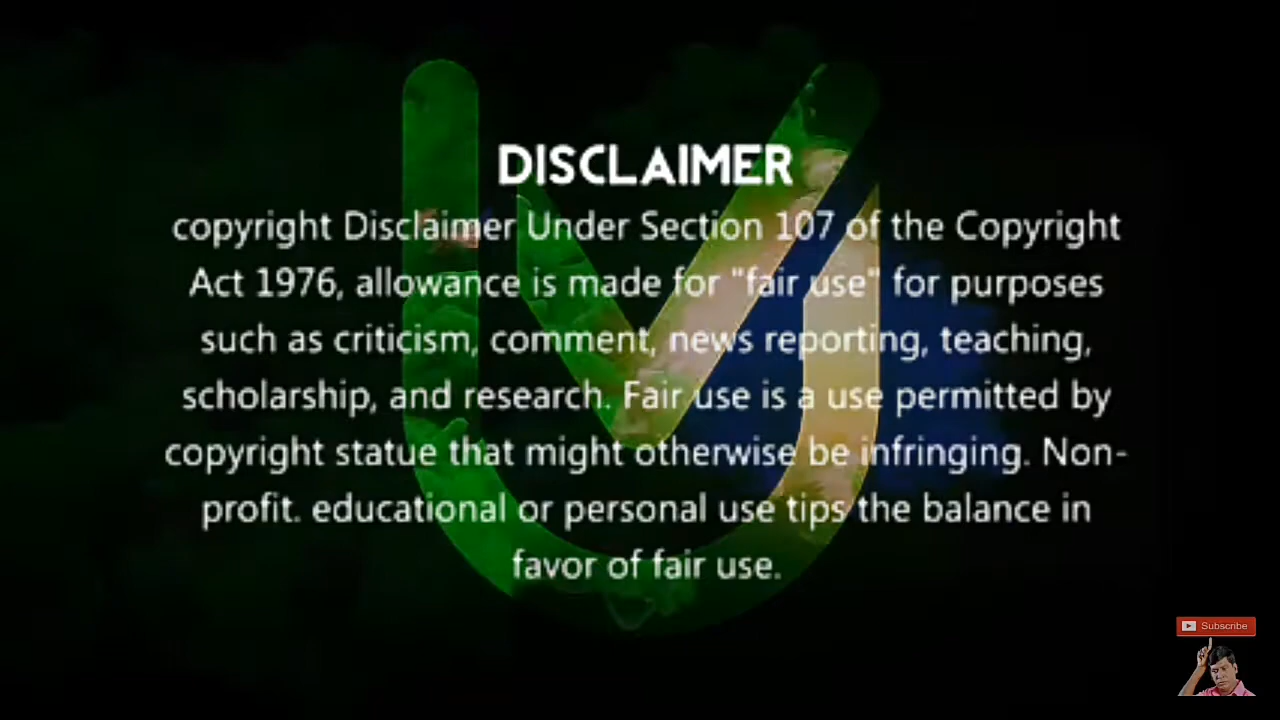 DISCLAIMER
copyright Disclaimer Under Section 107 of the Copyright
Act 1976, allowance is made for "fair use" for purposes
such as criticism, comment, news reporting, teaching,
scholarship, and research. Fair use is a use permitted by
copyright statue that might otherwise be infringing. Non-
profit. educational or personal use tips the balance in
favor of fair use.
Subscribe